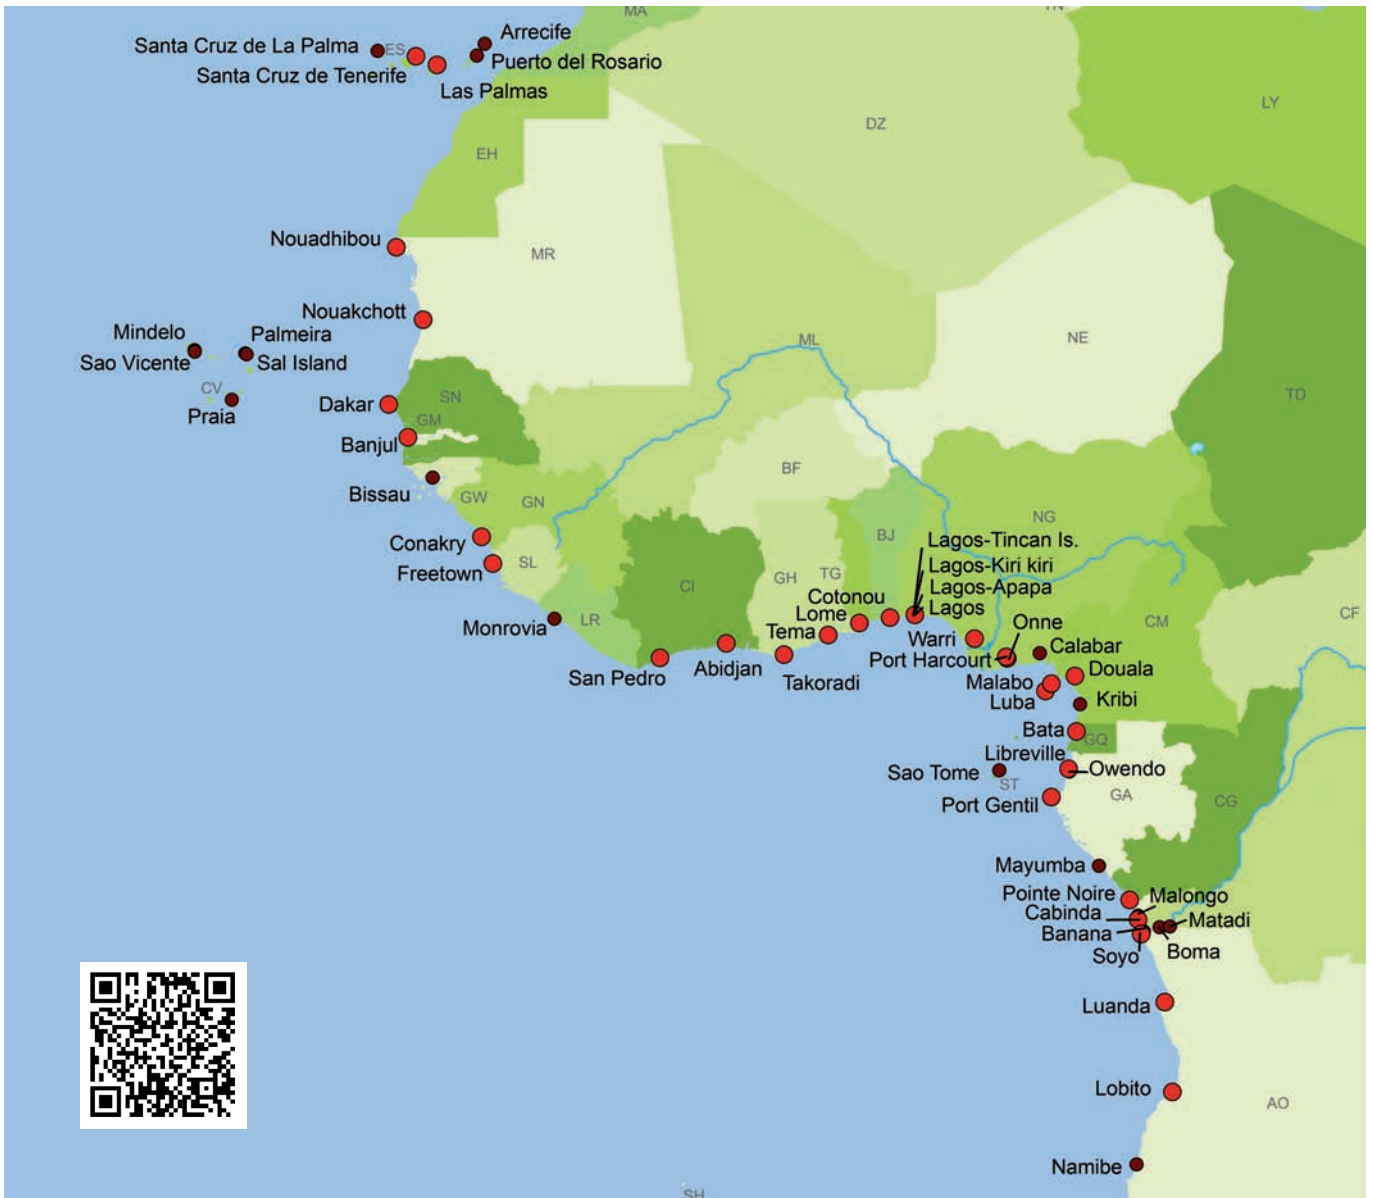 MA
TN
Arrecife
Santa Cruz de La Palma
ES
Puerto del Rosario
Santa Cruz de Tenerife
Las Palmas
LY
DZ
EH
Nouadhibou
MR
Nouakchott
Mindelo
Palmeira
NE
ML
Sao Vicente
Sal Island
CV
TD
SN
Dakar
Praia
GM
Banjul
BF
Bissau
GW
GN
NG
BJ
Conakry
Lagos-Tincan Is.
SL
Lagos-Kiri kiri
Freetown
TG
GH
CI
Lagos-Apapa
Cotonou
Lagos
Lome
CF
LR
CM
Onne
Monrovia
Tema
Warri
Calabar
Port Harcourt
Abidjan
Douala
San Pedro
Takoradi
Malabo
Luba
Kribi
Bata
GQ
Libreville
Sao Tome
Owendo
ST
GA
CG
Port Gentil
Mayumba
Pointe Noire
Malongo
Cabinda
Matadi
Banana
Boma
Soyo
Luanda
Lobito
AO
Namibe
SH